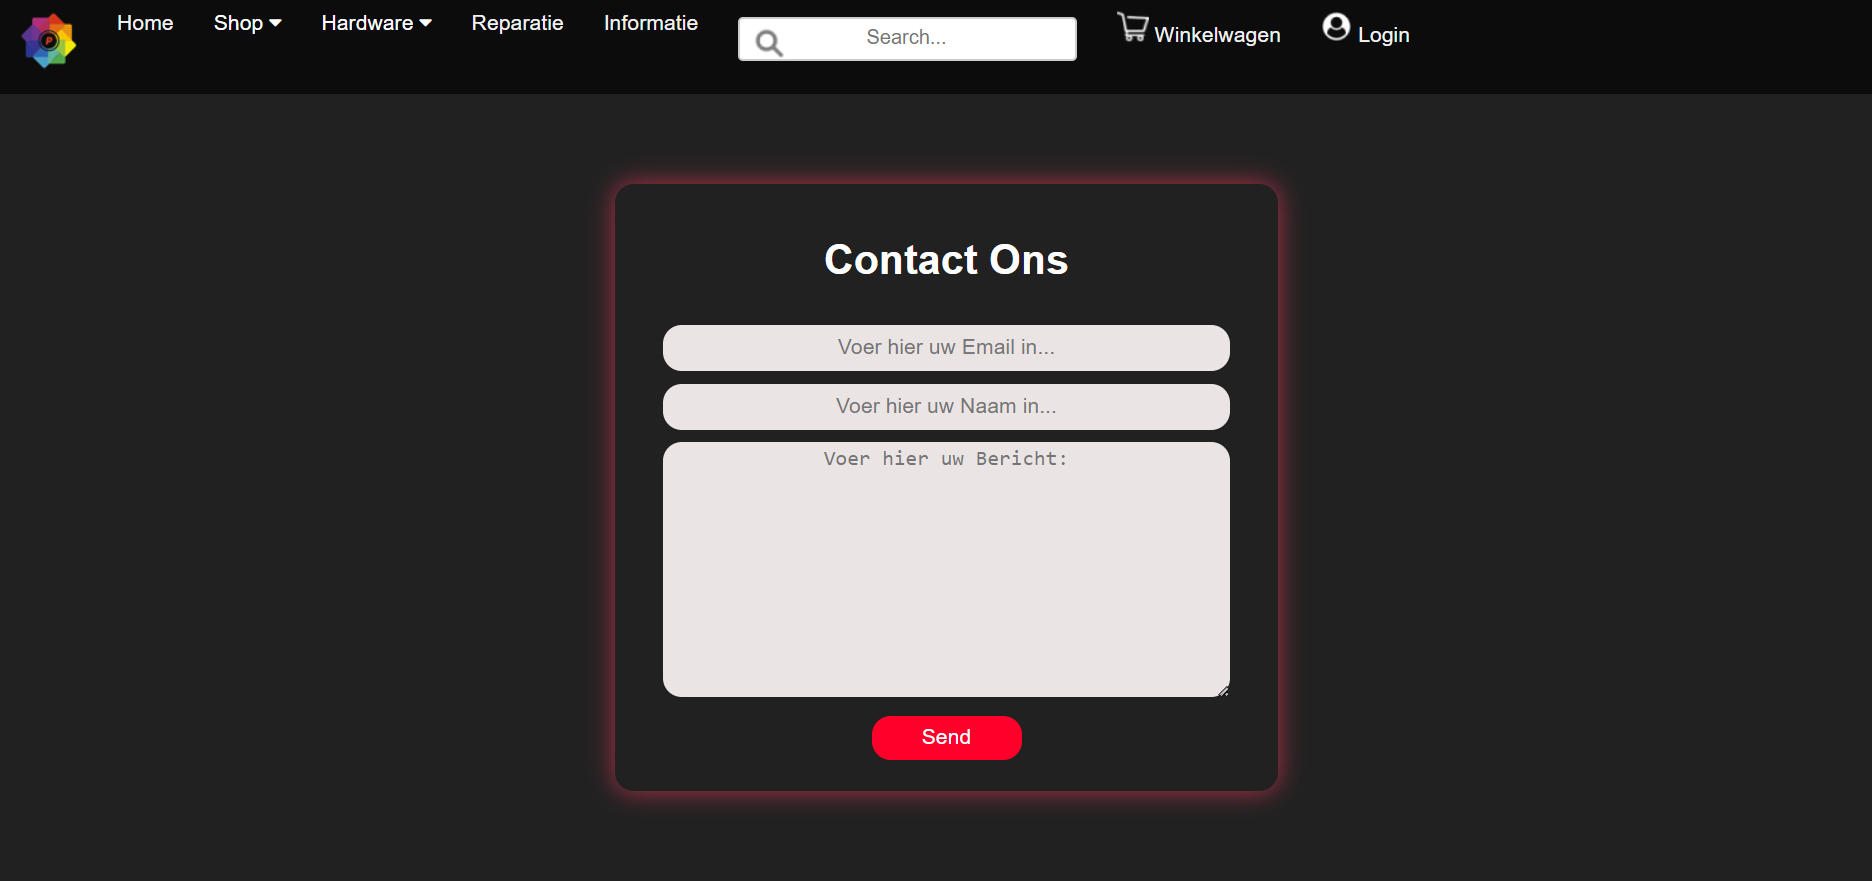 Home Shop Hardware Reparatie Informatie Search... Winkelwagen Login
P
Contact Ons
Voer hier uw Email in...
Voer hier uw Naam in...
Voer hier uw Bericht:
Send